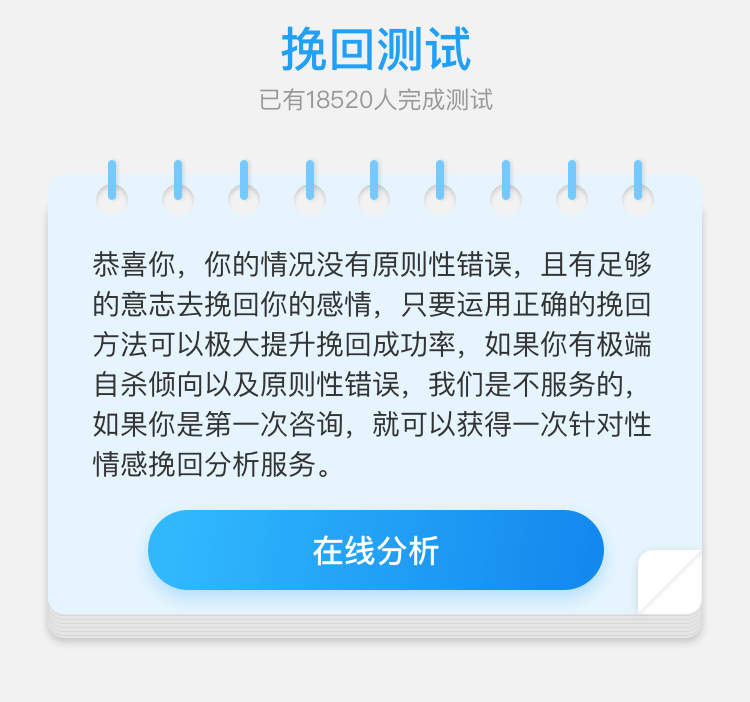 挽回测试
已有18520人完成测试
恭喜你，你的情况没有原则性错误，且有足够
的意志去挽回你的感情，只要运用正确的挽回
方法可以极大提升挽回成功率，如果你有极端
自杀倾向以及原则性错误，我们是不服务的，
如果你是第一次咨询，就可以获得一次针对性
情感挽回分析服务。
在线分析